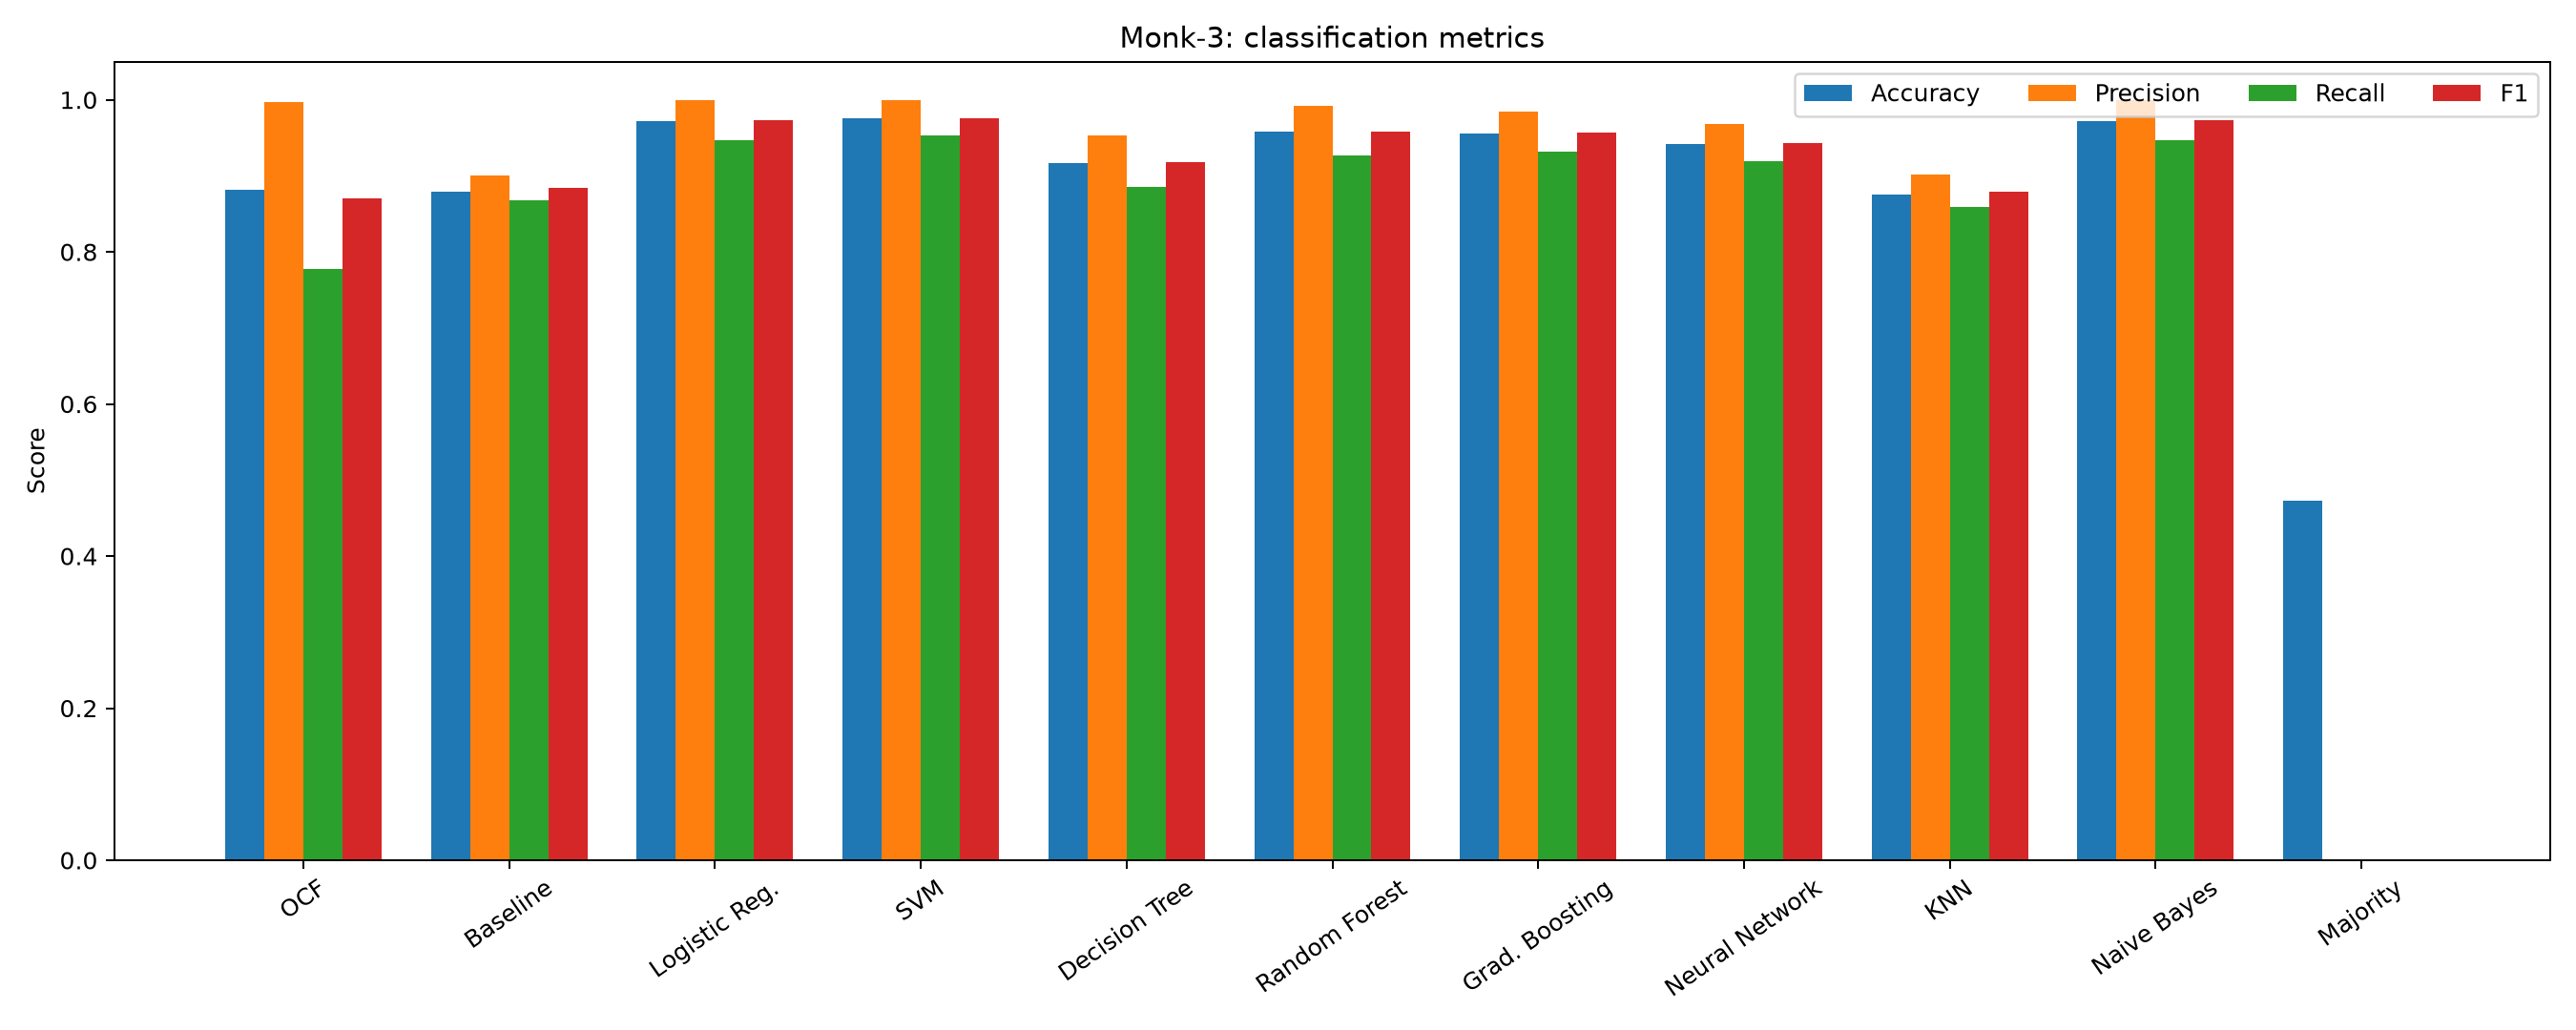 Monk-3: classification metrics
Accuracy Precision Recall F1
1.0
0.8
0.6
0.4
0.2
0.0
Score
OCF
Baseline
Logistic Reg.
SVM
Decision Tree
Random Forest
Grad. Boosting
Neural Network
KNN
Naive Bayes
Majority